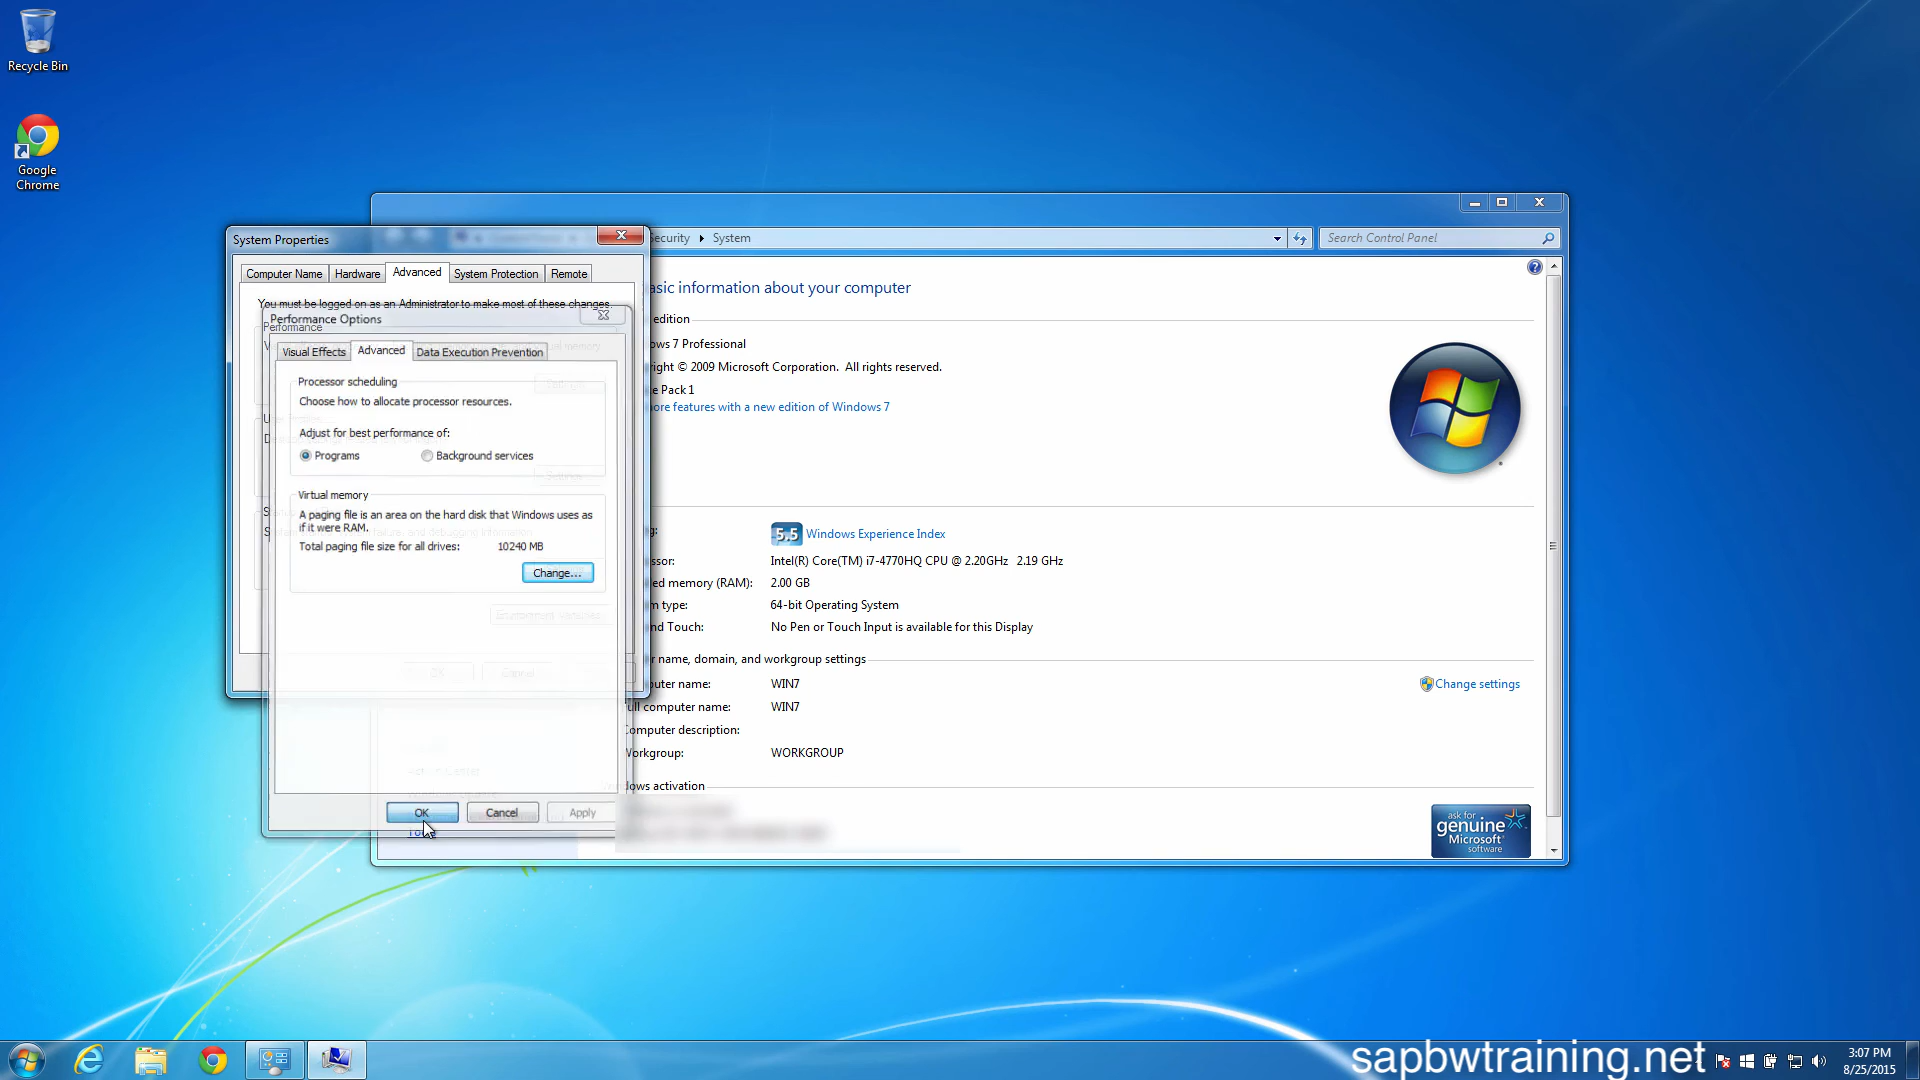 Recycle Bin
Google
Chrome
System Properties
Computer Name
Hardware
Advanced
System Protection
Remote
You must be logged on as an Administrator to make most of these changes.
Performance
Performance Options
Visual Effects
Advanced
Data Execution Prevention
Processor scheduling
Choose how to allocate processor resources.
Adjust for best performance of:
Programs
Background services
Virtual memory
A paging file is an area on the hard disk that Windows uses as
if it were RAM.
Total paging file size for all drives: 10240 MB
Change...
OK
Cancel
OK
Cancel
Apply
ecurity
System
Search Control Panel
asic information about your computer
edition
ows 7 Professional
right © 2009 Microsoft Corporation. All rights reserved.
e Pack 1
ore features with a new edition of Windows 7
5.5 Windows Experience Index
ssor: Intel(R) Core(TM) i7-4770HQ CPU @ 2.20GHz 2.19 GHz
ed memory (RAM): 2.00 GB
m type: 64-bit Operating System
nd Touch: No Pen or Touch Input is available for this Display
r name, domain, and workgroup settings
uter name: WIN7
Change settings
ll computer name: WIN7
omputer description:
Workgroup: WORKGROUP
dows activation
ask for
genuine
Microsoft
software
sapbwtraining.net
3:07 PM
8/25/2015